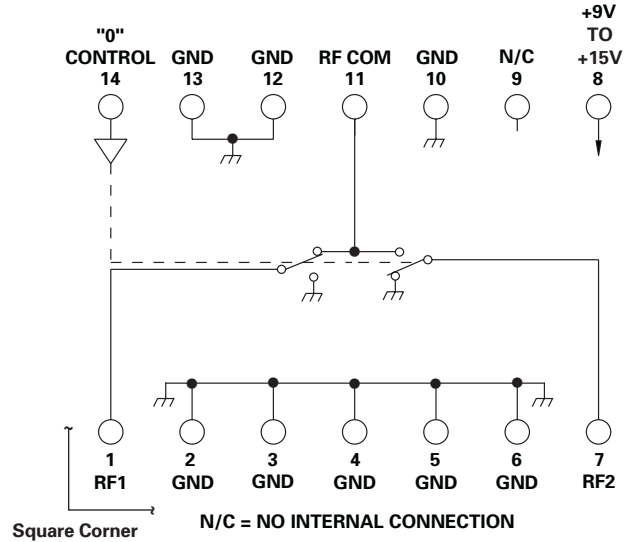 +9V
"0" TO
CONTROL GND GND RF COM GND N/C +15V
14 13 12 11 10 9 8
1 2 3 4 5 6 7
RF1 GND GND GND GND GND RF2
Square Corner
N/C = NO INTERNAL CONNECTION